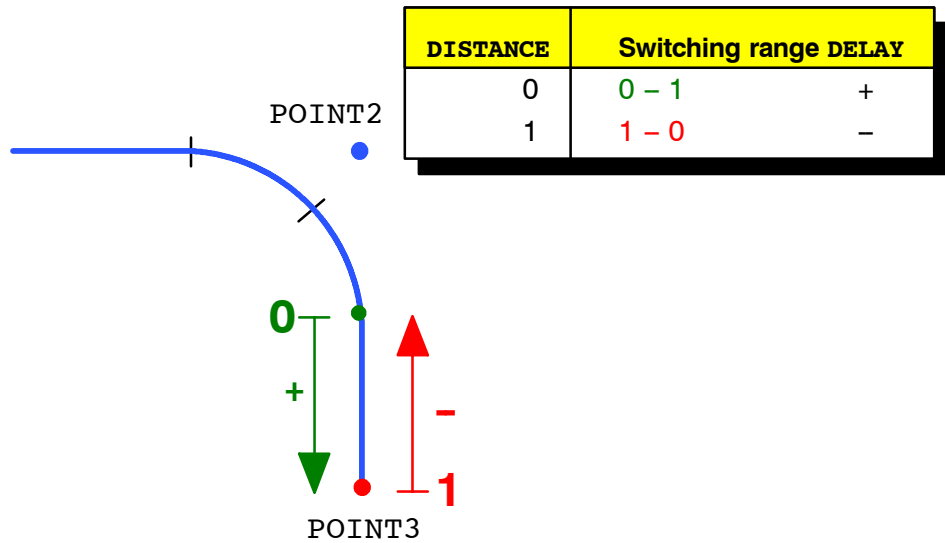 DISTANCE Switching range DELAY
0 0 – 1 +
1 1 – 0 –
POINT2
0
+
–
1
POINT3